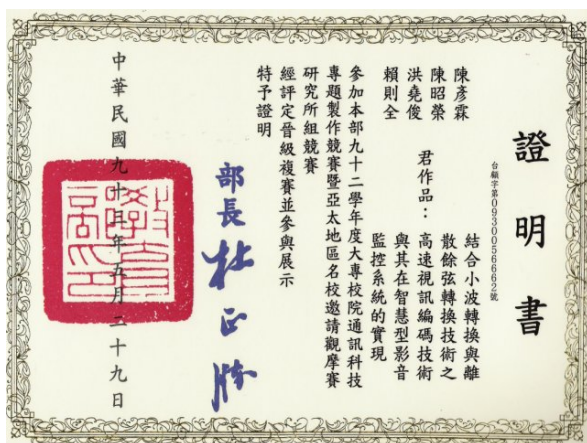 證明書
台顧字第0930056662號
陳彥霖
陳昭榮
洪堯俊
賴則全
君作品：
結合小波轉換與離
散餘弦轉換技術之
高速視訊編碼技術
與其在智慧型影音
監控系統的實現
參加本部九十二學年度大專校院通訊科技
專題製作競賽暨亞太地區名校邀請觀摩賽
研究所組競賽
經評定晉級複賽並參與展示
特予證明
部長 杜正勝
教育部印
中華民國九十三年五月二十九日